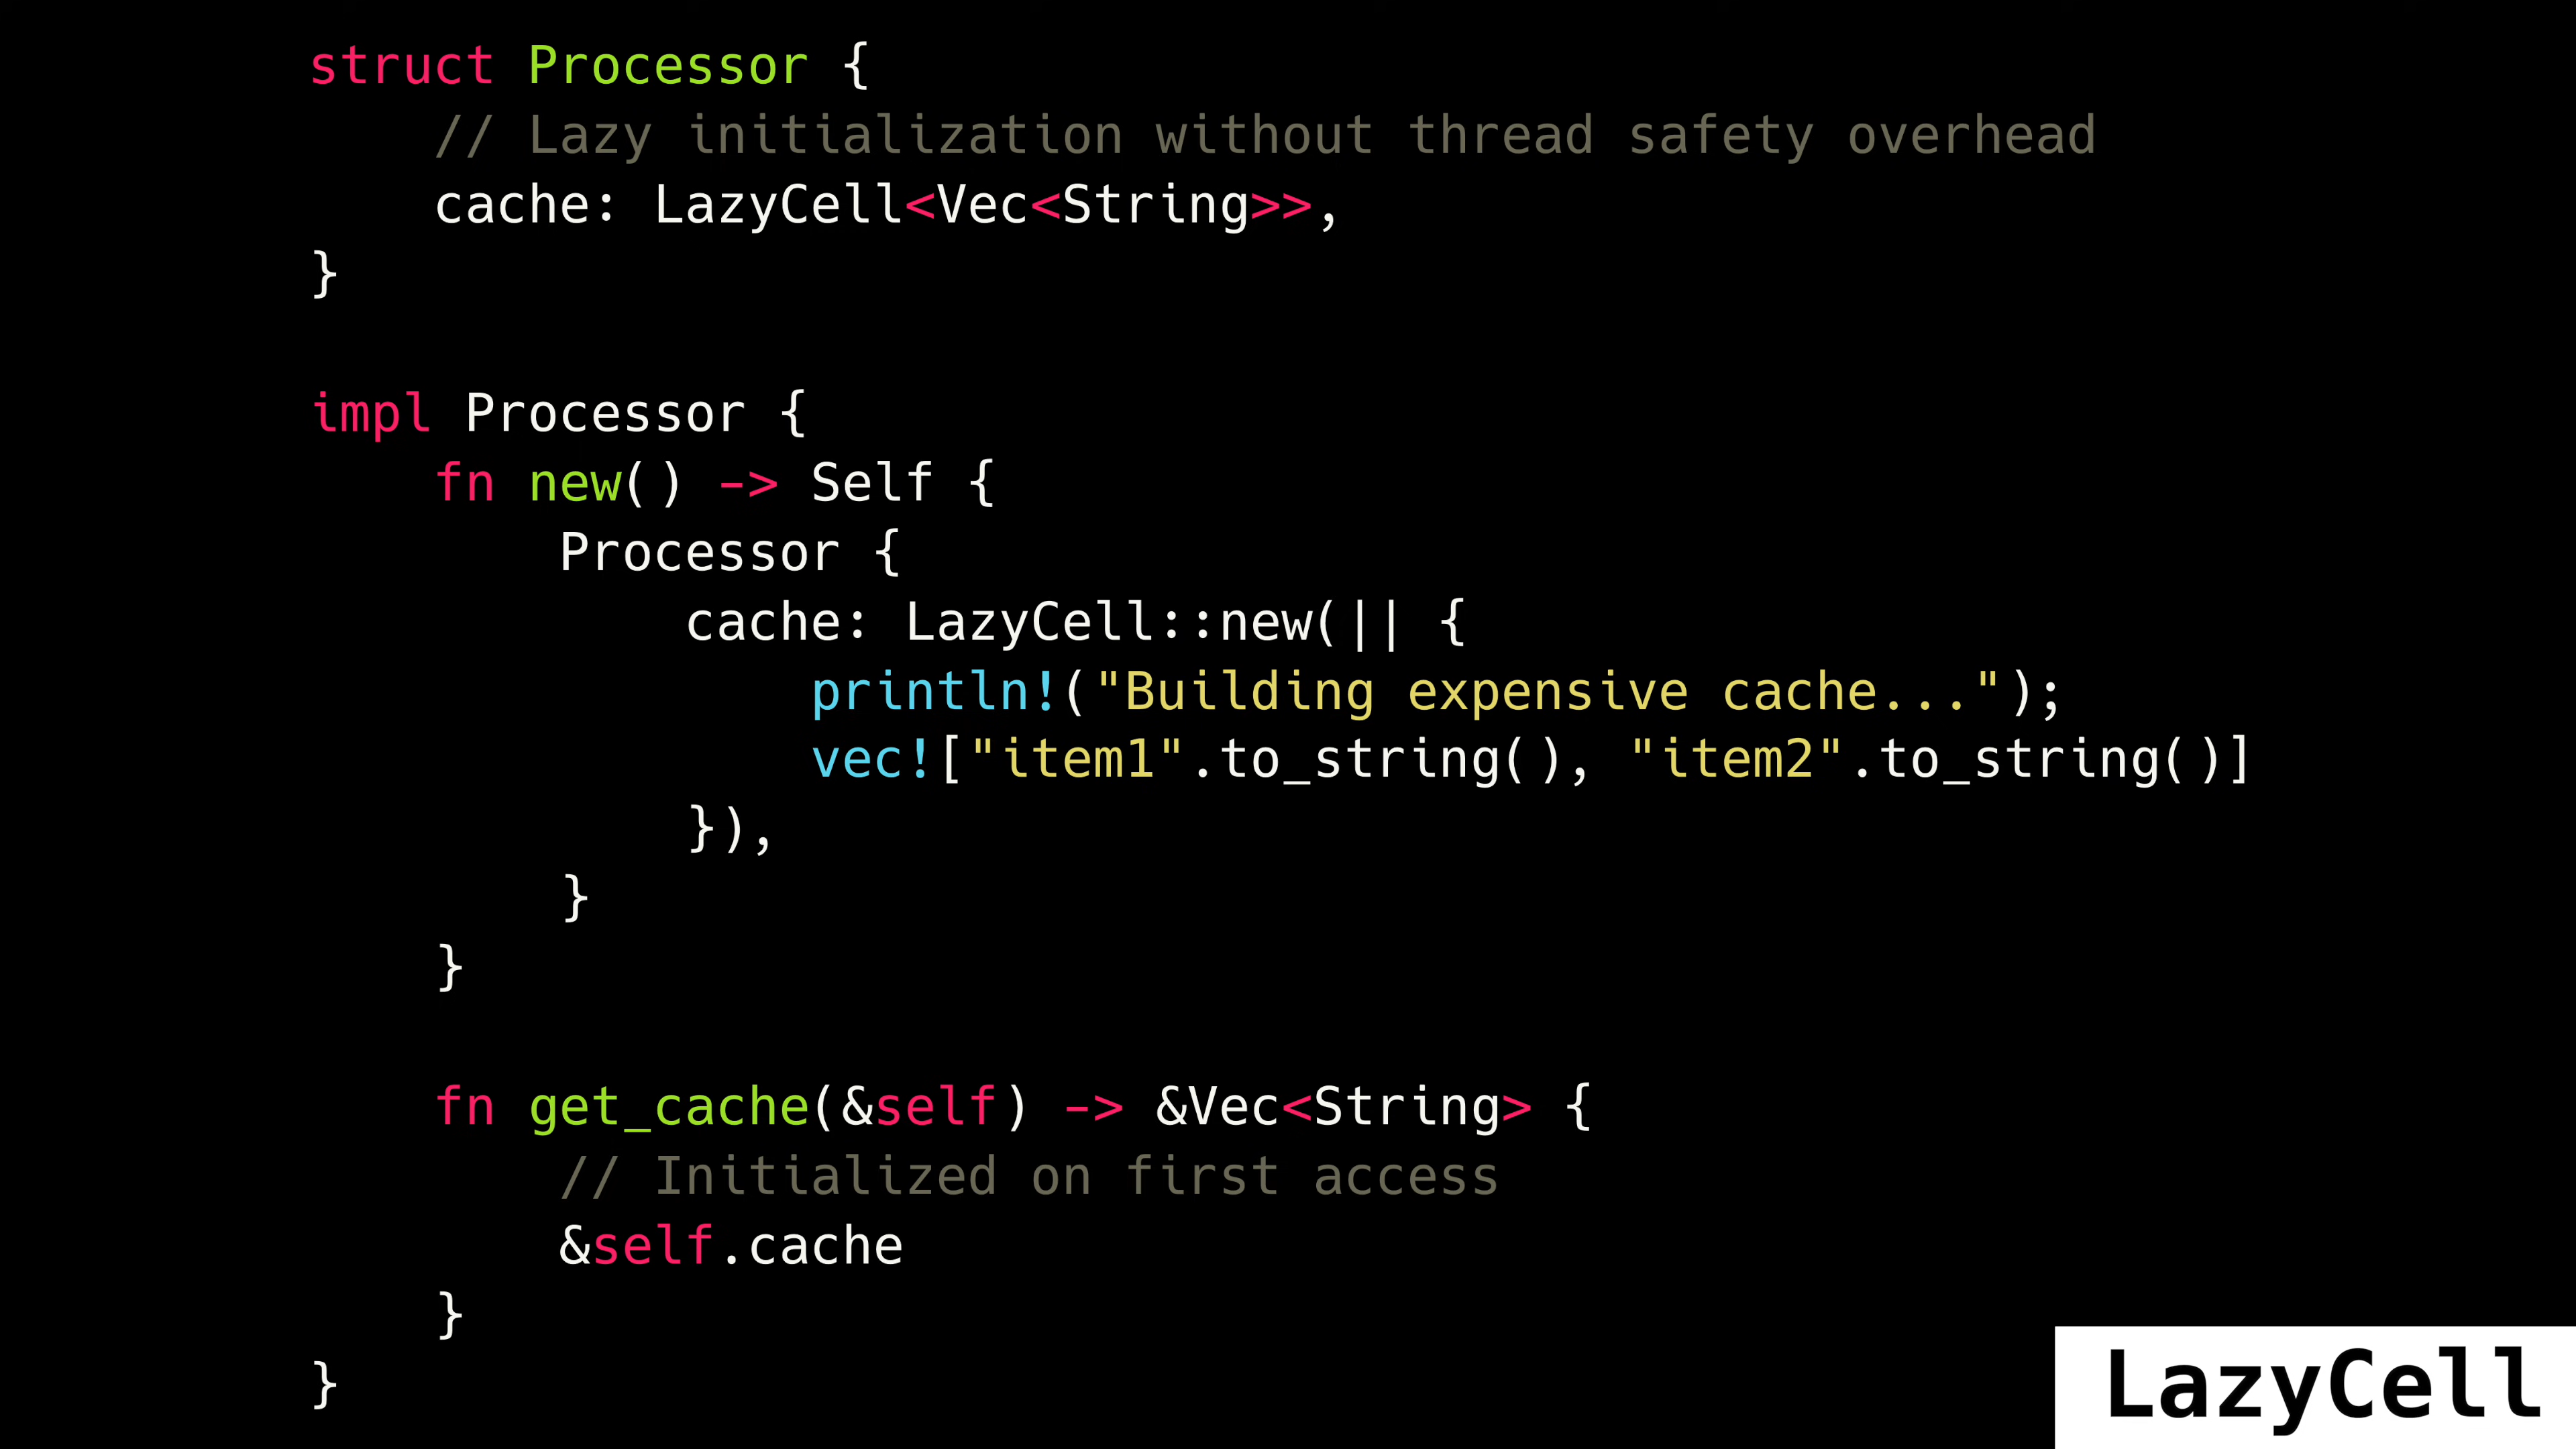 struct Processor {
    // Lazy initialization without thread safety overhead
    cache: LazyCell<Vec<String>>,
}

impl Processor {
    fn new() -> Self {
        Processor {
            cache: LazyCell::new(|| {
                println!("Building expensive cache...");
                vec!["item1".to_string(), "item2".to_string()]
            }),
        }
    }

    fn get_cache(&self) -> &Vec<String> {
        // Initialized on first access
        &self.cache
    }
}
LazyCell